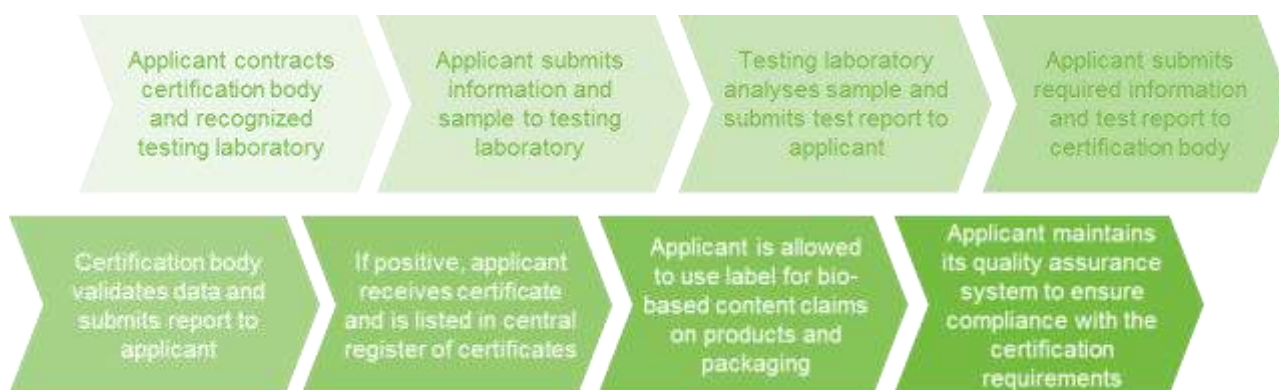 Applicant contracts
certification body
and recognized
testing laboratory
Applicant submits
information and
sample to testing
laboratory
Testing laboratory
analyses sample and
submits test report to
applicant
Applicant submits
required information
and test report to
certification body
Certification body
validates data and
submits report to
applicant
If positive, applicant
receives certificate
and is listed in central
register of certificates
Applicant is allowed
to use label for bio-
based content claims
on products and
packaging
Applicant maintains
its quality assurance
system to ensure
compliance with the
certification
requirements